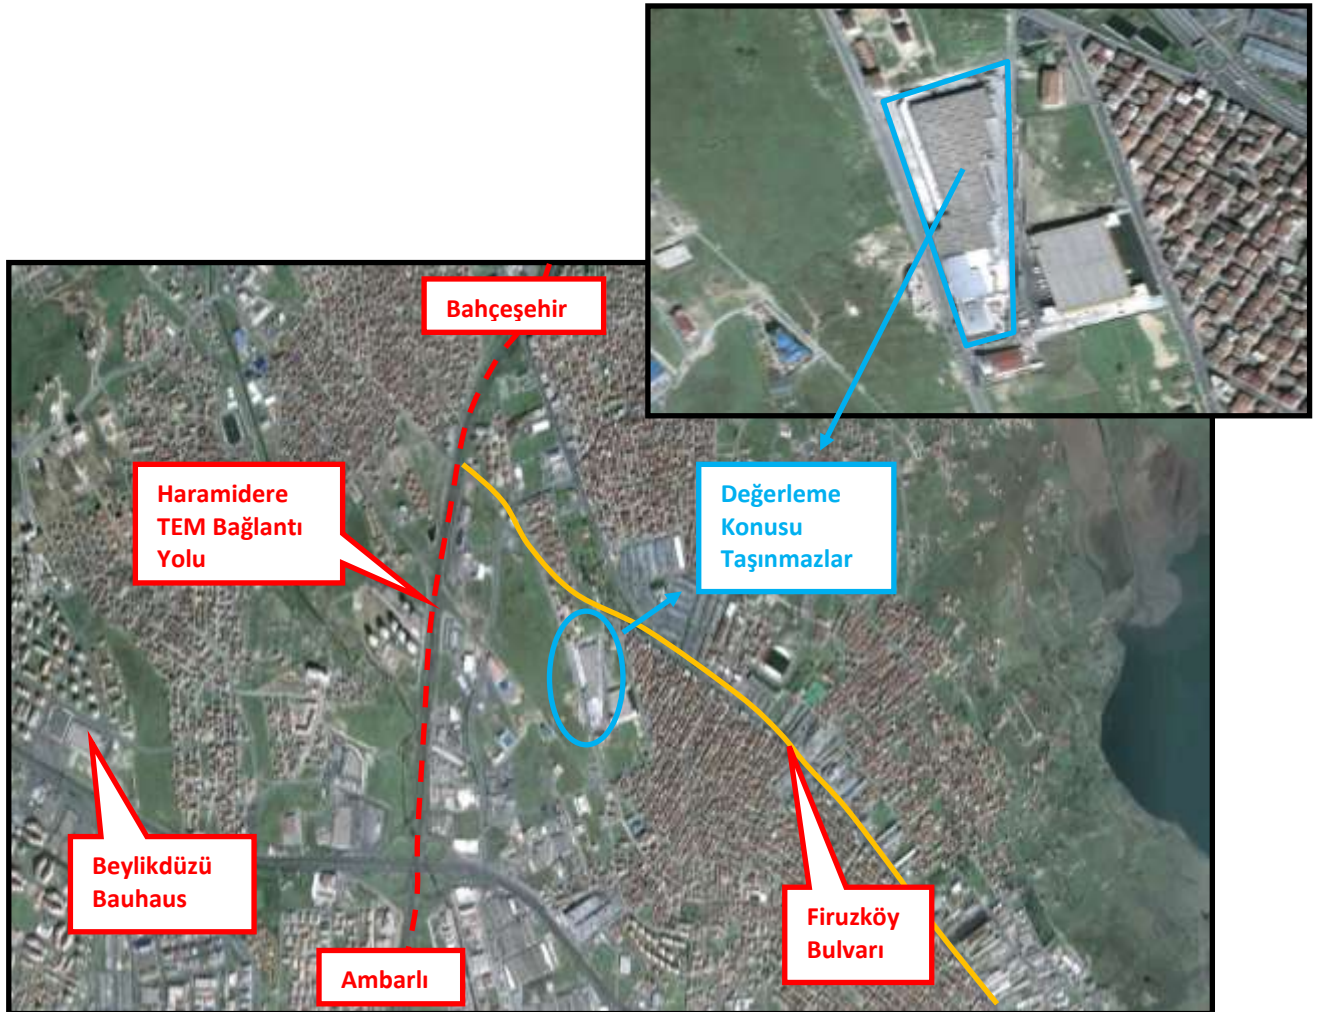 Bahçeşehir
Haramidere
TEM Bağlantı
Yolu
Değerleme
Konusu
Taşınmazlar
Beylikdüzü
Bauhaus
Firuzköy
Bulvarı
Ambarlı